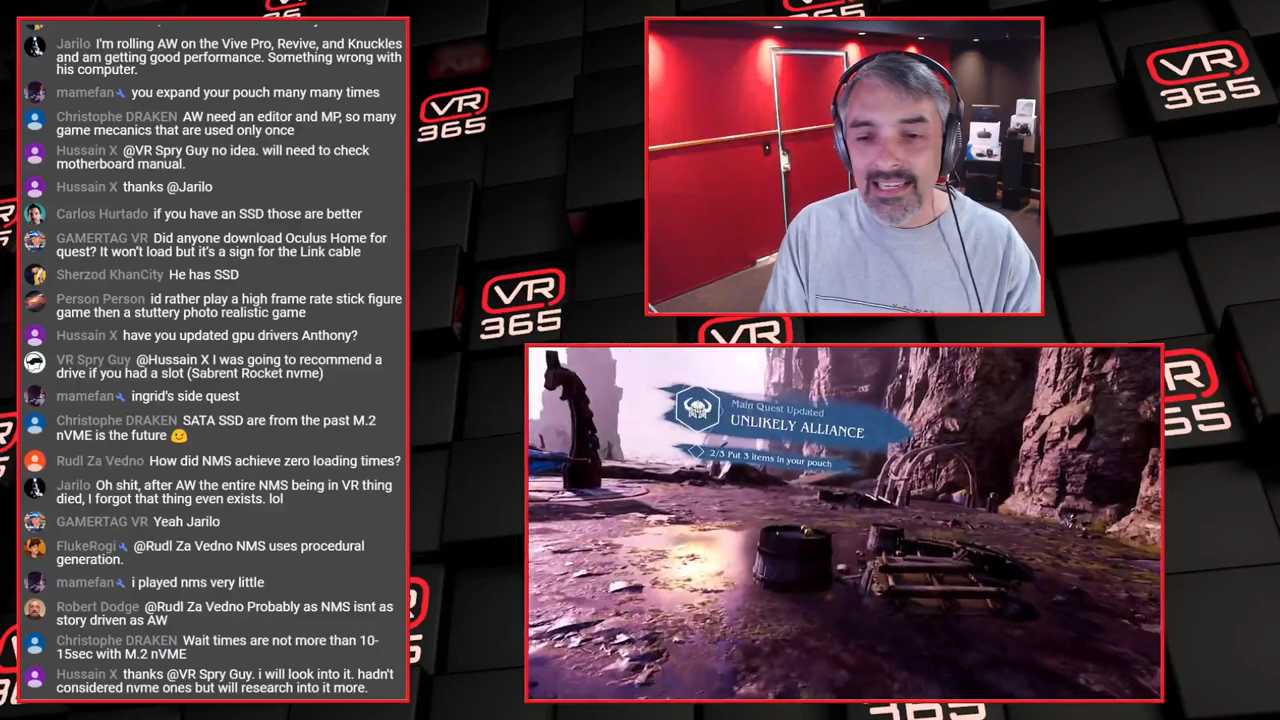 Jarilo I'm rolling AW on the Vive Pro, Revive, and Knuckles
and am getting good performance. Something wrong with
his computer.
mamefan you expand your pouch many many times
Christophe DRAKEN AW need an editor and MP, so many
game mecanics that are used only once
Hussain X @VR Spry Guy no idea. will need to check
motherboard manual.
Hussain X thanks @Jarilo
Carlos Hurtado if you have an SSD those are better
GAMERTAG VR Did anyone download Oculus Home for
quest? It won't load but it's a sign for the Link cable
Sherzod KhanCity He has SSD
Person Person id rather play a high frame rate stick figure
game then a stuttery photo realistic game
Hussain X have you updated gpu drivers Anthony?
VR Spry Guy @Hussain X I was going to recommend a
drive if you had a slot (Sabrent Rocket nvme)
mamefan ingrid's side quest
Christophe DRAKEN SATA SSD are from the past M.2
nVME is the future
Rudl Za Vedno How did NMS achieve zero loading times?
Jarilo Oh shit, after AW the entire NMS being in VR thing
died, I forgot that thing even exists. lol
GAMERTAG VR Yeah Jarilo
FlukeRogi @Rudl Za Vedno NMS uses procedural
generation.
mamefan i played nms very little
Robert Dodge @Rudl Za Vedno Probably as NMS isnt as
story driven as AW
Christophe DRAKEN Wait times are not more than 10-
15sec with M.2 nVME
Hussain X thanks @VR Spry Guy. i will look into it. hadn't
considered nvme ones but will research into it more.
VR
365
VR
365
VR
365
VR
365
Main Quest Updated
UNLIKELY ALLIANCE
2/3 Put 3 items in your pouch